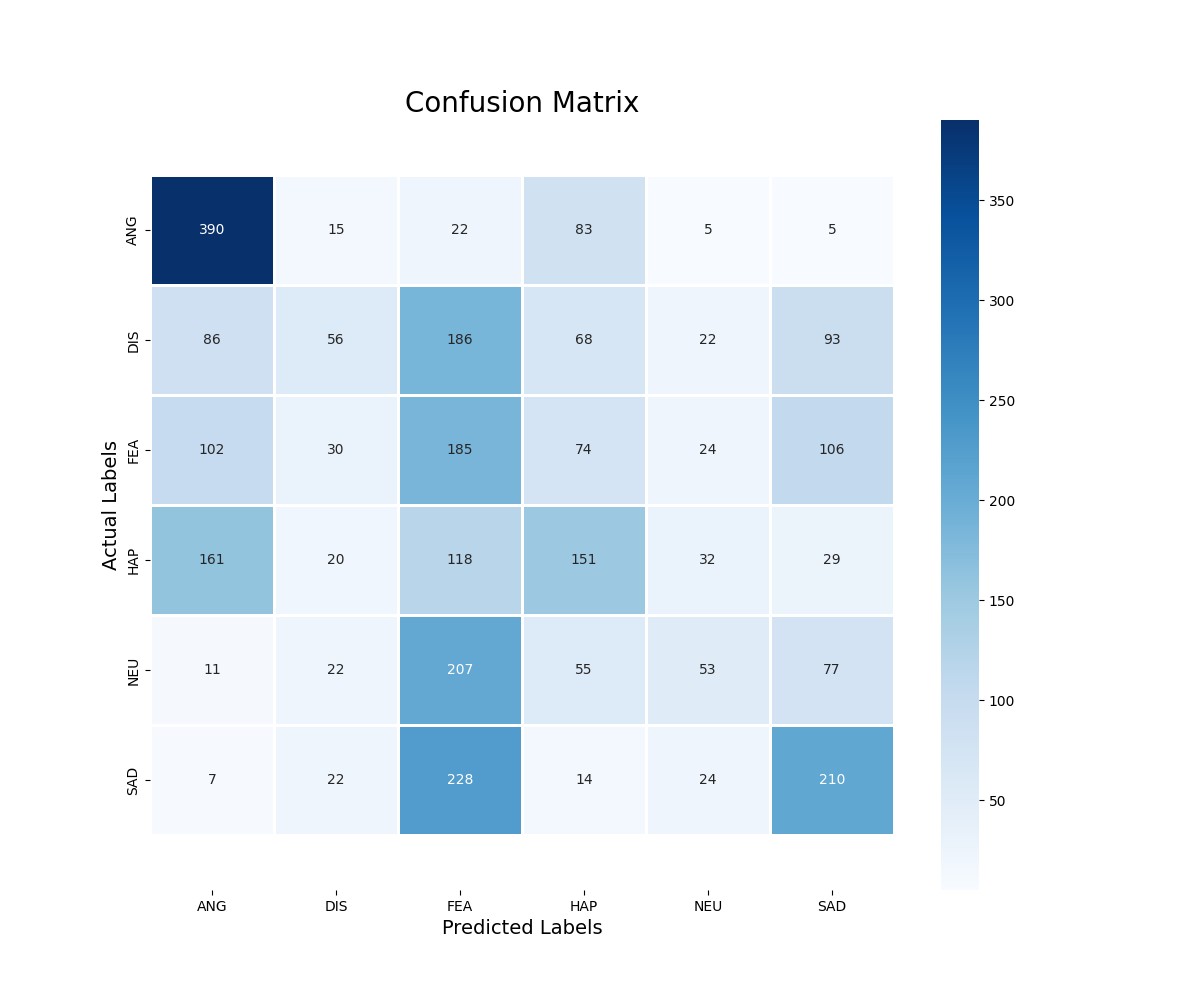 Confusion Matrix
ANG 390 15 22 83 5 5
DIS 86 56 186 68 22 93
FEA 102 30 185 74 24 106
HAP 161 20 118 151 32 29
NEU 11 22 207 55 53 77
SAD 7 22 228 14 24 210
Actual Labels
ANG DIS FEA HAP NEU SAD
Predicted Labels
350
300
250
200
150
100
50